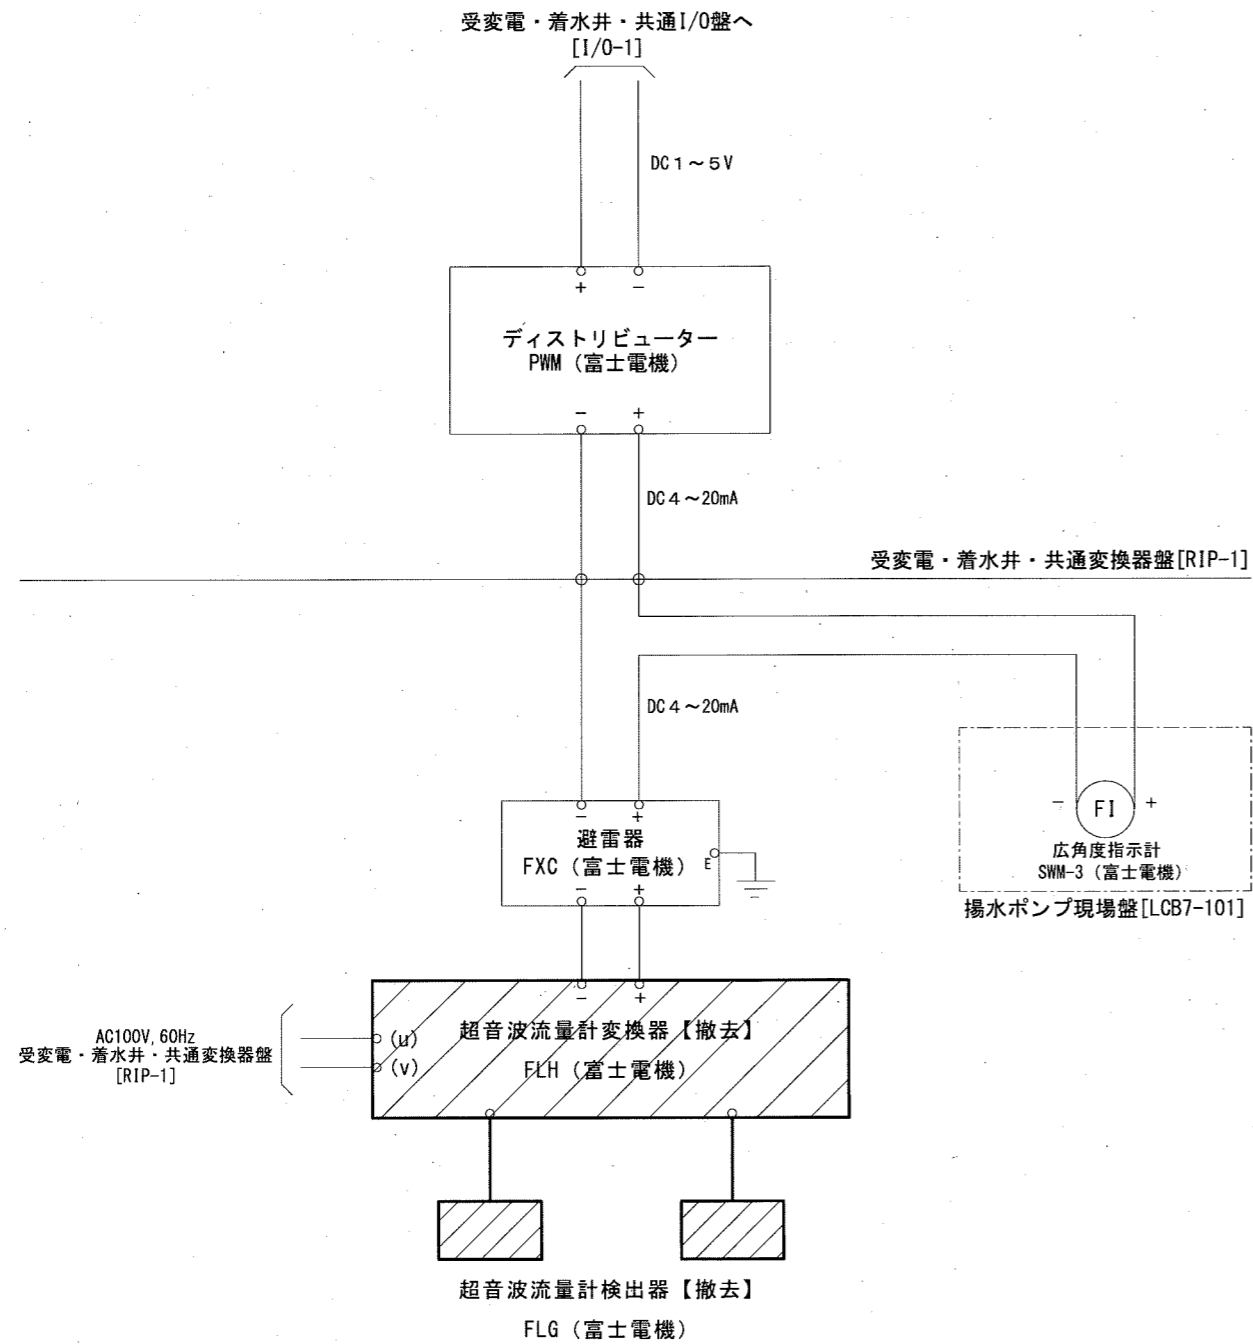 受変電・着水井・共通I/O盤へ
[I/O-1]
DC1～5V
+ −
ディストリビューター
PWM（富士電機）
− +
DC4～20mA
受変電・着水井・共通変換器盤[RIP-1]
DC4～20mA
− +
避雷器
FXC（富士電機）
E
− +
− FI +
広角度指示計
SWM-3（富士電機）
揚水ポンプ現場盤[LCB7-101]
− +
超音波流量計変換器【撤去】
FLH（富士電機）
(u)
(v)
AC100V,60Hz
受変電・着水井・共通変換器盤
[RIP-1]
超音波流量計検出器【撤去】
FLG（富士電機）